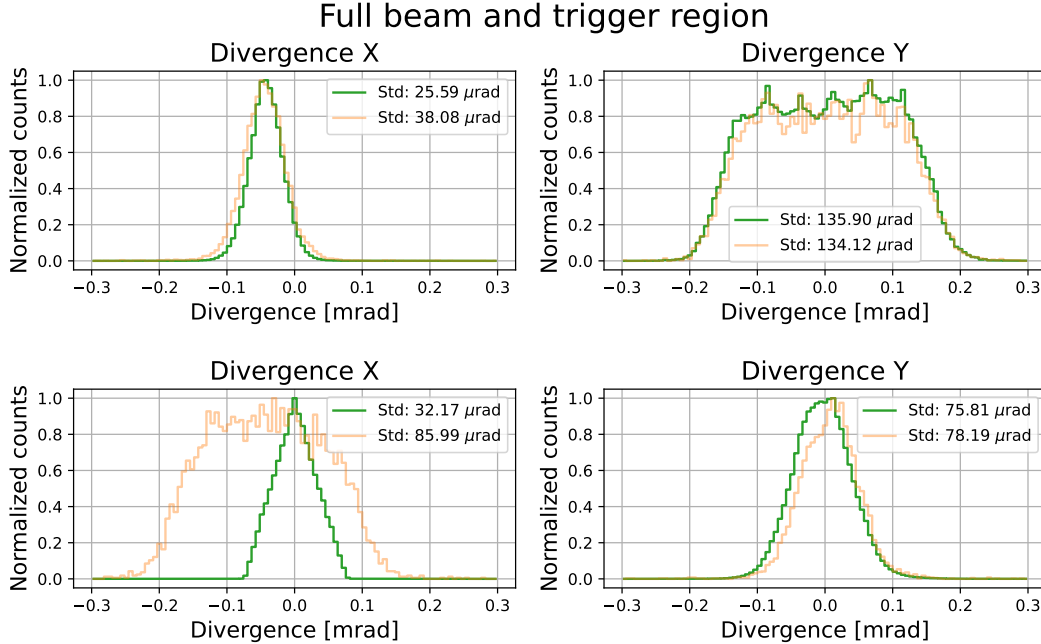 Full beam and trigger region
Divergence X
Normalized counts
1.0
0.8
0.6
0.4
0.2
0.0
Std: 25.59 μrad
Std: 38.08 μrad
−0.3 −0.2 −0.1 0.0 0.1 0.2 0.3
Divergence [mrad]
Divergence Y
Normalized counts
1.0
0.8
0.6
0.4
0.2
0.0
Std: 135.90 μrad
Std: 134.12 μrad
−0.3 −0.2 −0.1 0.0 0.1 0.2 0.3
Divergence [mrad]
Divergence X
Normalized counts
1.0
0.8
0.6
0.4
0.2
0.0
Std: 32.17 μrad
Std: 85.99 μrad
−0.3 −0.2 −0.1 0.0 0.1 0.2 0.3
Divergence [mrad]
Divergence Y
Normalized counts
1.0
0.8
0.6
0.4
0.2
0.0
Std: 75.81 μrad
Std: 78.19 μrad
−0.3 −0.2 −0.1 0.0 0.1 0.2 0.3
Divergence [mrad]